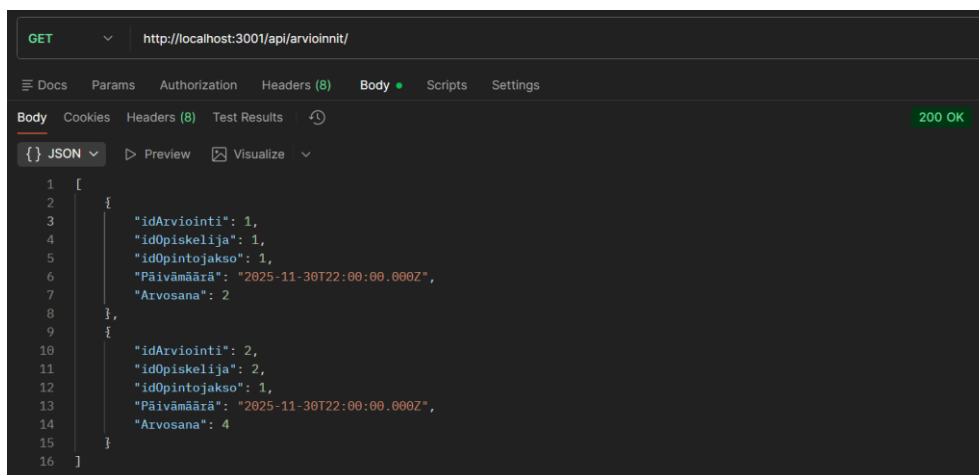 GET http://localhost:3001/api/arvioinnit/
Docs Params Authorization Headers (8) Body Scripts Settings
Body Cookies Headers (8) Test Results 200 OK
{} JSON Preview Visualize
1 [
2 {
3 "idArviointi": 1,
4 "idOpiskelija": 1,
5 "idOpintojakso": 1,
6 "Päivämäärä": "2025-11-30T22:00:00.000Z",
7 "Arvosana": 2
8 },
9 {
10 "idArviointi": 2,
11 "idOpiskelija": 2,
12 "idOpintojakso": 1,
13 "Päivämäärä": "2025-11-30T22:00:00.000Z",
14 "Arvosana": 4
15 }
16 ]